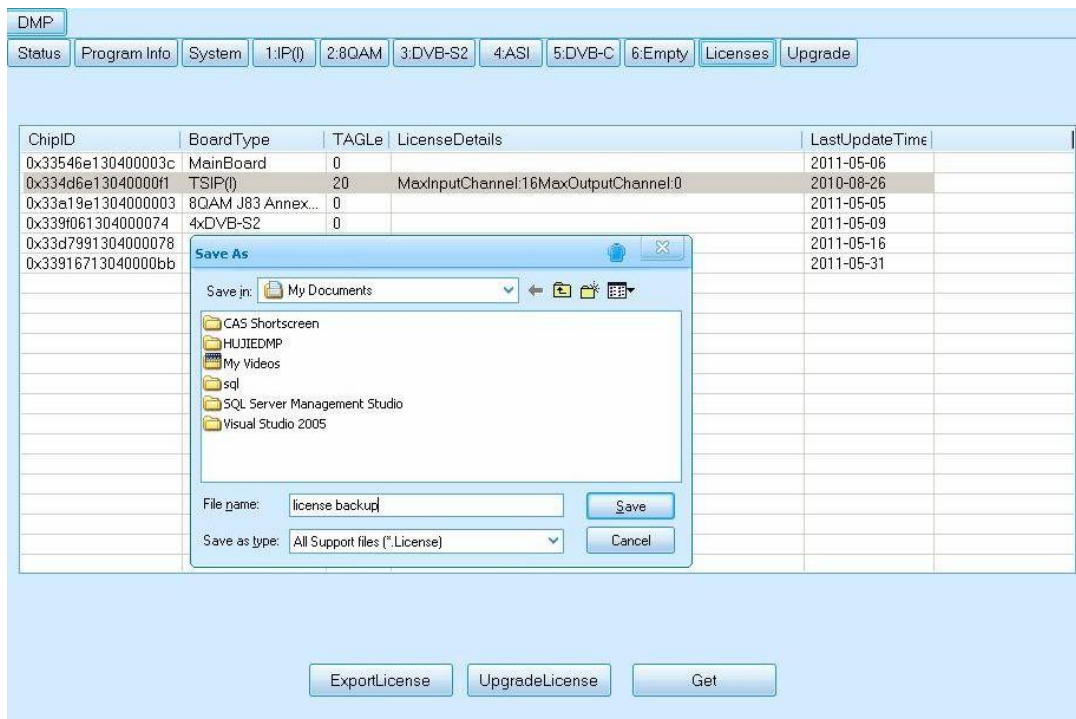 DMP
Status Program Info System 1:IP(I) 2:8QAM 3:DVB-S2 4:ASI 5:DVB-C 6:Empty Licenses Upgrade
ChipID BoardType TAGLe LicenseDetails LastUpdateTime
0x33546e130400003c MainBoard 0 2011-05-06
0x334d6e13040000f1 TSIP(I) 20 MaxInputChannel:16MaxOutputChannel:0 2010-08-26
0x33a19e1304000003 8QAM J83 Annex... 0 2011-05-05
0x339f061304000074 4xDVB-S2 0 2011-05-09
0x33d7991304000078 2011-05-16
0x33916713040000bb 2011-05-31
Save As
Save in: My Documents
CAS Shortscreen
HUJIEDMP
My Videos
sql
SQL Server Management Studio
Visual Studio 2005
File name: license backup Save
Save as type: All Support files (*.License) Cancel
ExportLicense UpgradeLicense Get